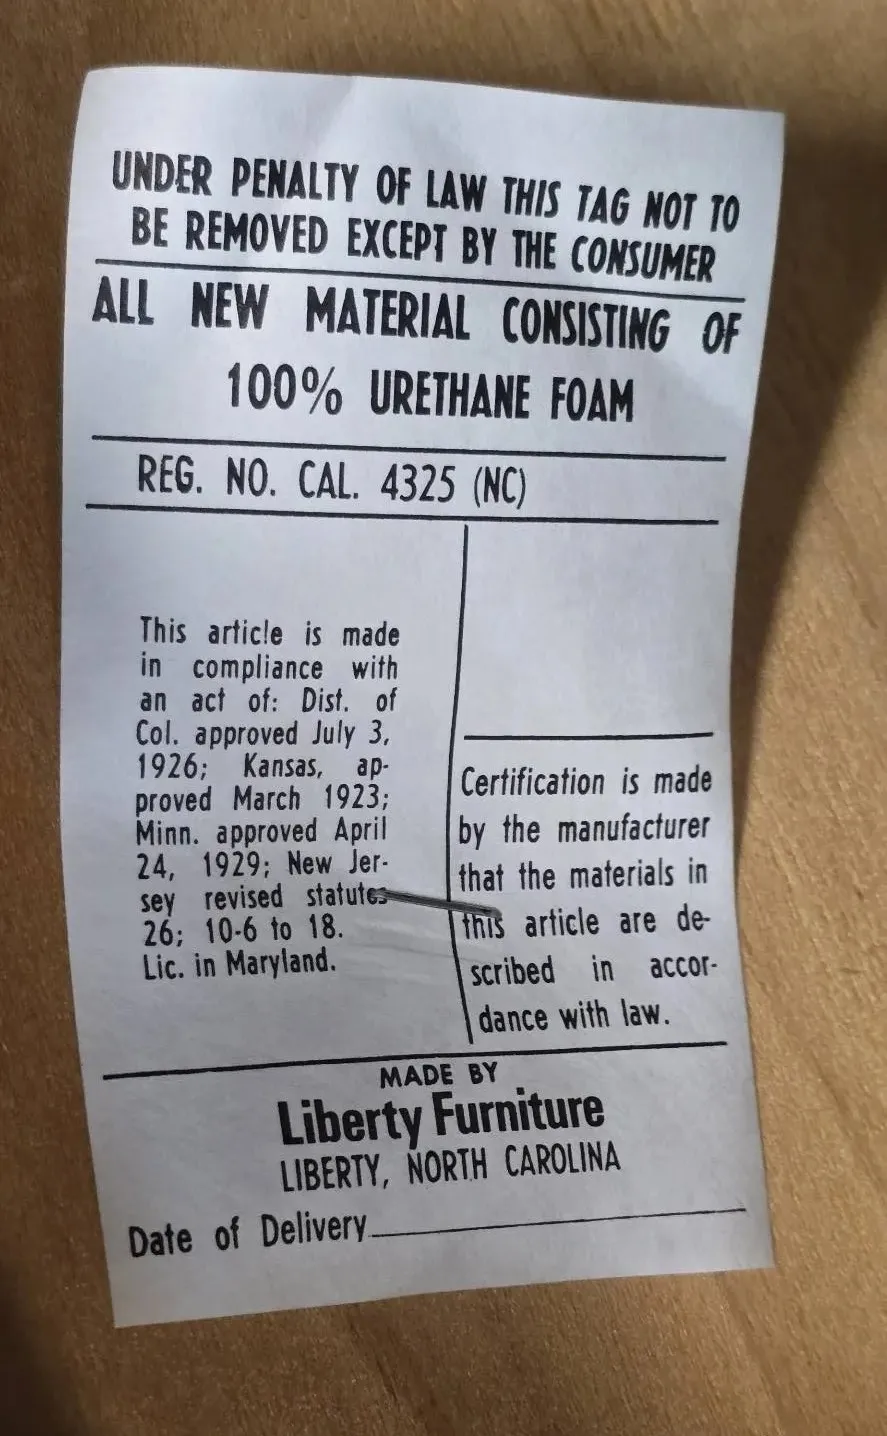 UNDER PENALTY OF LAW THIS TAG NOT TO
BE REMOVED EXCEPT BY THE CONSUMER
ALL NEW MATERIAL CONSISTING OF
100% URETHANE FOAM
REG. NO. CAL. 4325 (NC)
This article is made
in compliance with
an act of: Dist. of
Col. approved July 3,
1926; Kansas, ap-
proved March 1923;
Minn. approved April
24, 1929; New Jer-
sey revised statutes
26; 10-6 to 18.
Lic. in Maryland.
Certification is made
by the manufacturer
that the materials in
this article are de-
scribed in accor-
dance with law.
MADE BY
Liberty Furniture
LIBERTY, NORTH CAROLINA
Date of Delivery